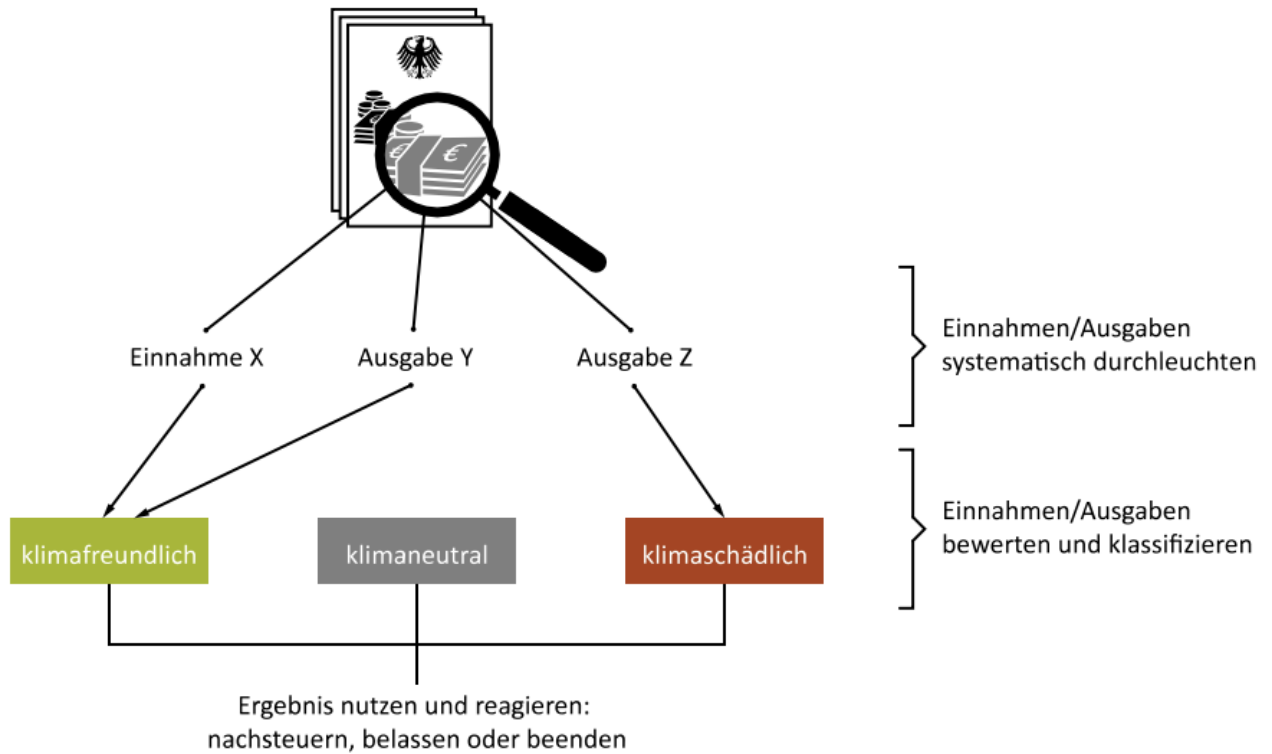 € €
Einnahme X Ausgabe Y Ausgabe Z
Einnahmen/Ausgaben
systematisch durchleuchten
klimafreundlich klimaneutral klimaschädlich
Einnahmen/Ausgaben
bewerten und klassifizieren
Ergebnis nutzen und reagieren:
nachsteuern, belassen oder beenden